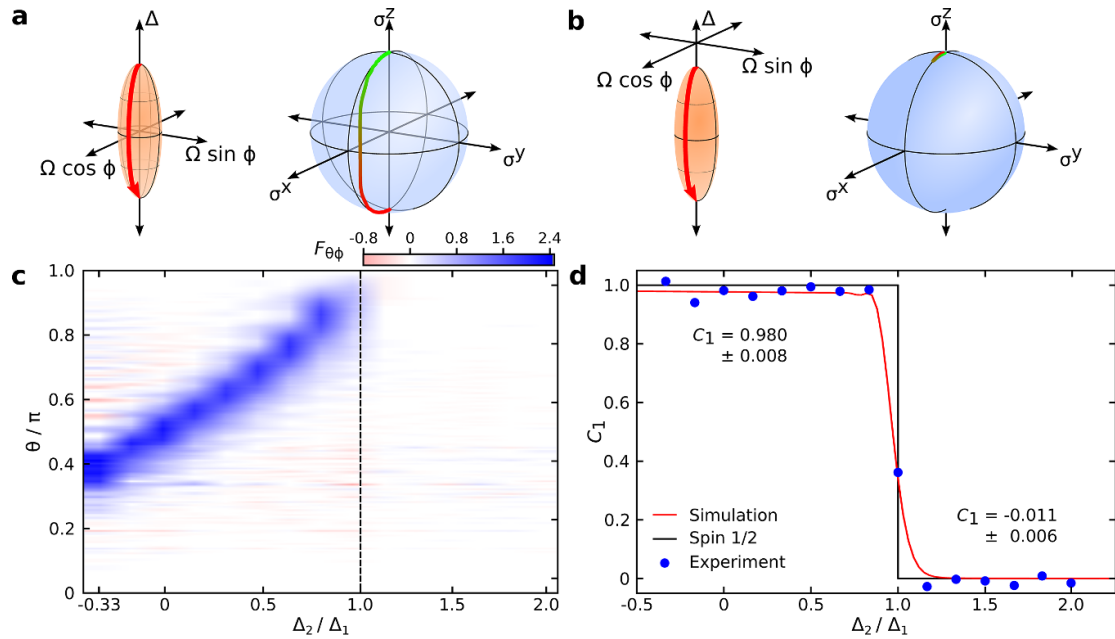 a
Δ
Ω cos ϕ
Ω sin ϕ
σz
σx
σy
b
Δ
Ω cos ϕ
Ω sin ϕ
σz
σx
σy
Fθϕ
-0.8 0 0.8 1.6 2.4
c
1.0
0.8
0.6
0.4
0.2
0
θ / π
-0.33 0 0.5 1.0 1.5 2.0
Δ2 / Δ1
d
1.0
0.8
0.6
0.4
0.2
0
C1
C1 = 0.980
± 0.008
C1 = -0.011
± 0.006
Simulation
Spin 1/2
Experiment
-0.5 0 0.5 1.0 1.5 2.0
Δ2 / Δ1